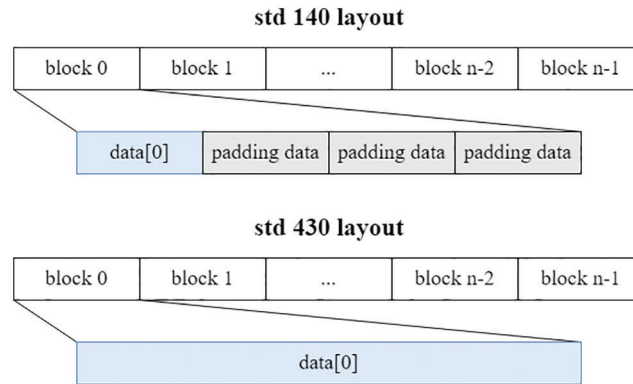 std 140 layout
block 0 block 1 ... block n-2 block n-1
data[0] padding data padding data padding data
std 430 layout
block 0 block 1 ... block n-2 block n-1
data[0]